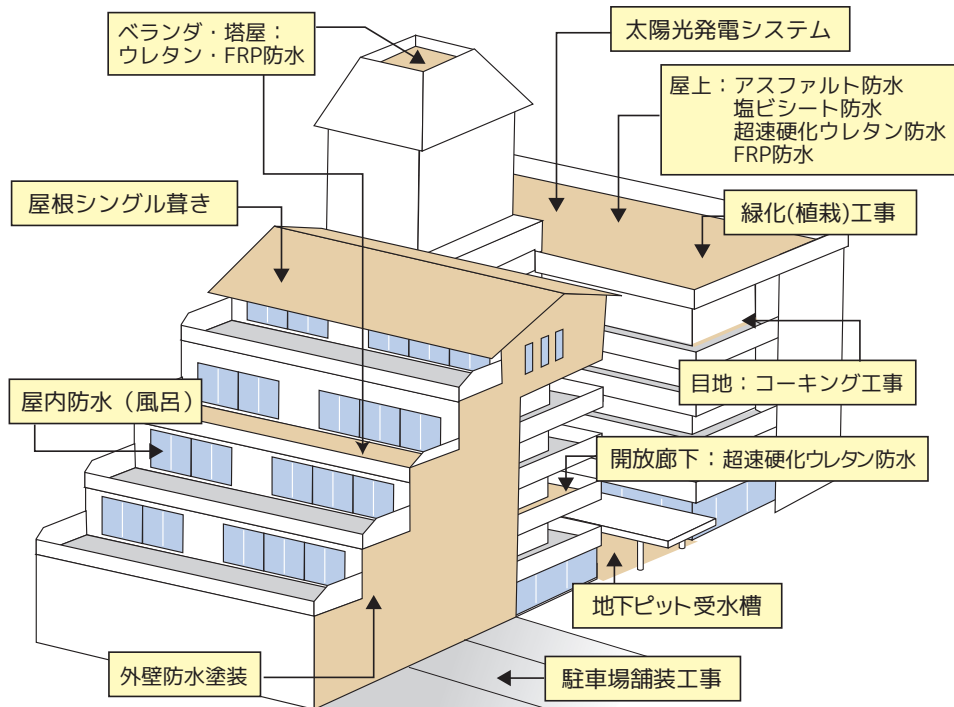 ベランダ・塔屋：
ウレタン・FRP防水
太陽光発電システム
屋上：アスファルト防水
塩ビシート防水
超速硬化ウレタン防水
FRP防水
屋根シングル葺き
緑化(植栽)工事
目地：コーキング工事
屋内防水（風呂）
開放廊下：超速硬化ウレタン防水
地下ピット受水槽
外壁防水塗装
駐車場舗装工事